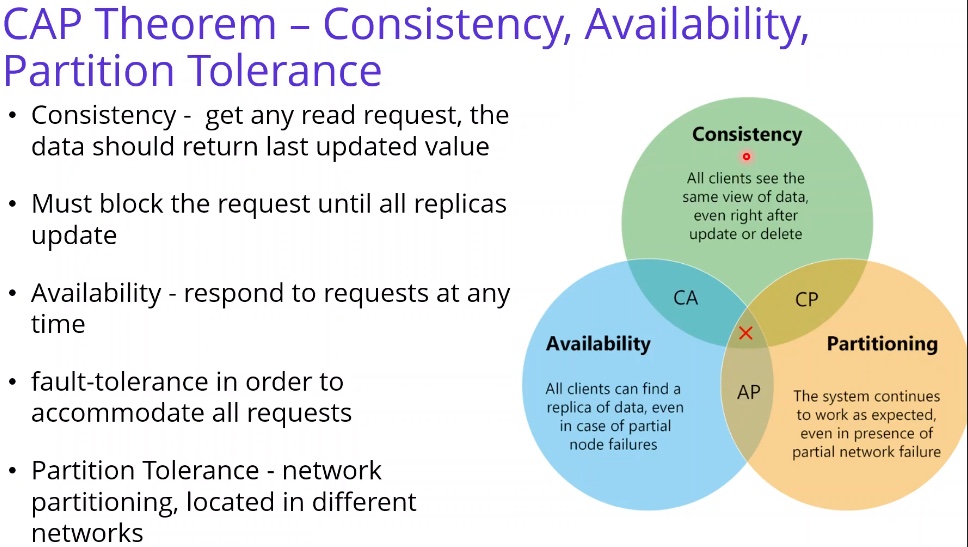 CAP Theorem – Consistency, Availability,
Partition Tolerance
• Consistency - get any read request, the
data should return last updated value
• Must block the request until all replicas
update
• Availability - respond to requests at any
time
• fault-tolerance in order to
accommodate all requests
• Partition Tolerance - network
partitioning, located in different
networks
Consistency
All clients see the
same view of data,
even right after
update or delete
CA
CP
Availability
All clients can find a
replica of data, even
in case of partial
node failures
AP
Partitioning
The system continues
to work as expected,
even in presence of
partial network failure